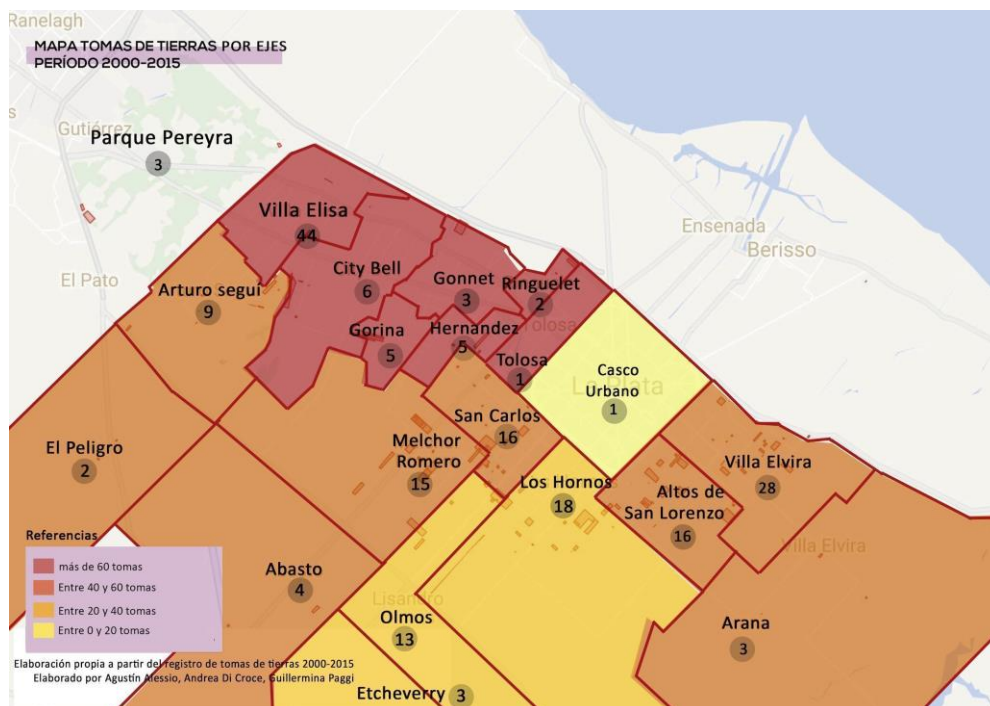 Ranelagh
MAPA TOMAS DE TIERRAS POR EJES
PERÍODO 2000-2015
Gutiérrez
Parque Pereyra
3
Villa Elisa
44
Ensenada
Berisso
City Bell
6
El Pato
Arturo seguí
9
Gonnet
3
Ringuelet
2
Gorina
5
Hernandez
5
Tolosa
Tolosa
1
Casco
Urbano
La Plata
1
San Carlos
16
El Peligro
2
Melchor
Romero
15
Los Hornos
18
Villa Elvira
28
Altos de
San Lorenzo
16
Villa Elvira
Referencias
más de 60 tomas
Entre 40 y 60 tomas
Entre 20 y 40 tomas
Entre 0 y 20 tomas
Abasto
4
Lisandro
Olmos
13
Arana
3
Etcheverry
3
Elaboración propia a partir del registro de tomas de tierras 2000-2015
Elaborado por Agustín Alessio, Andrea Di Croce, Guillermina Paggi